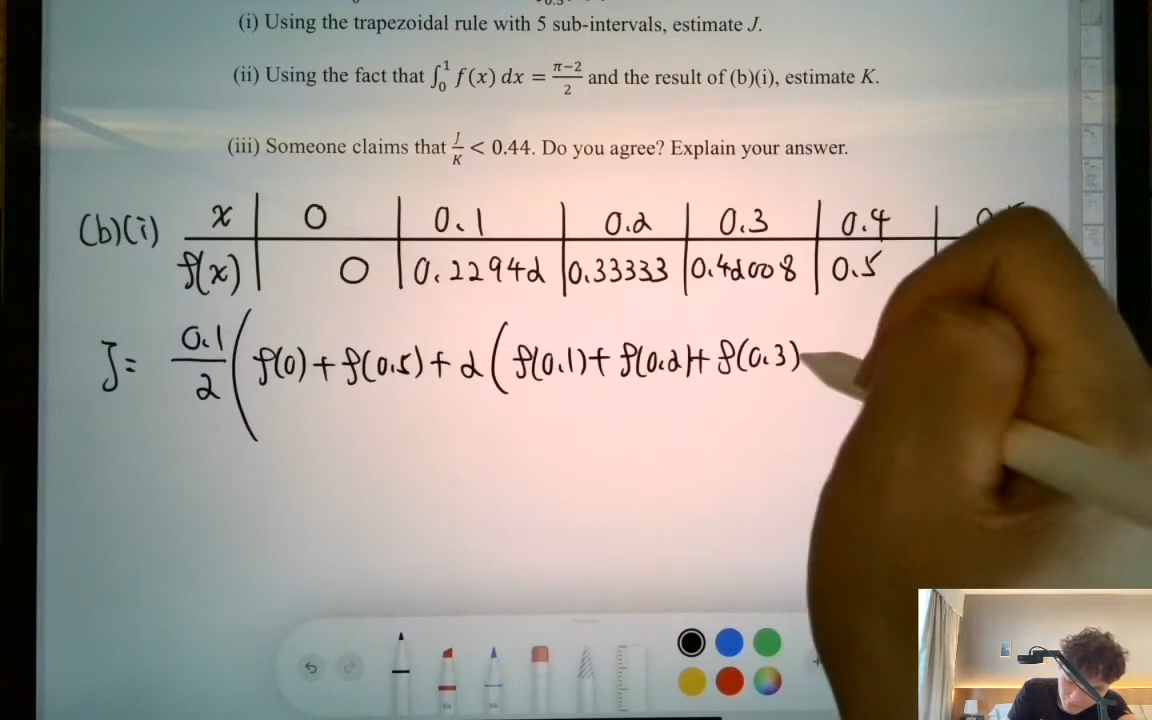 (i) Using the trapezoidal rule with 5 sub-intervals, estimate J.
(ii) Using the fact that ∫₀¹ f(x) dx = (π−2)/2 and the result of (b)(i), estimate K.
(iii) Someone claims that J/K < 0.44. Do you agree? Explain your answer.
(b)(i) x | 0 | 0.1 | 0.2 | 0.3 | 0.4 |
f(x) | 0 | 0.22942 | 0.33333 | 0.42008 | 0.5
J = 0.1/2 ( f(0) + f(0.5) + 2 ( f(0.1) + f(0.2) + f(0.3)